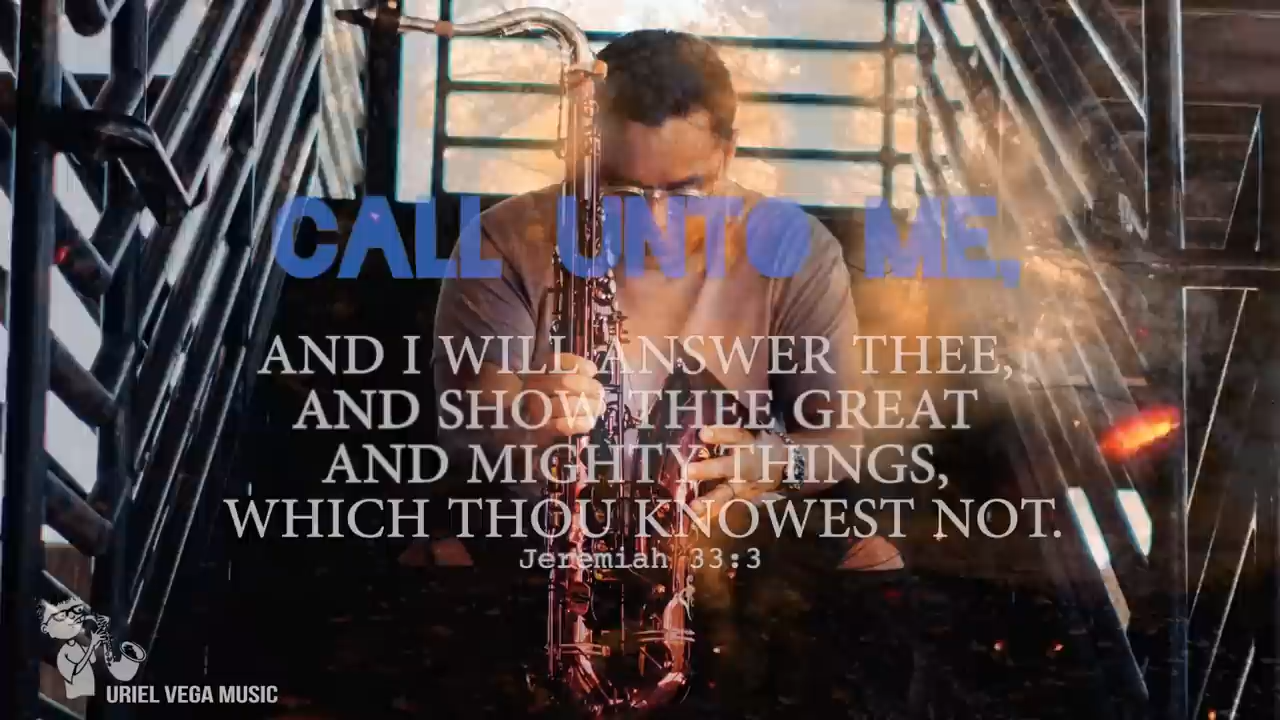 CALL UNTO ME,
AND I WILL ANSWER THEE,
AND SHOW THEE GREAT
AND MIGHTY THINGS,
WHICH THOU KNOWEST NOT.
Jeremiah 33:3
URIEL VEGA MUSIC